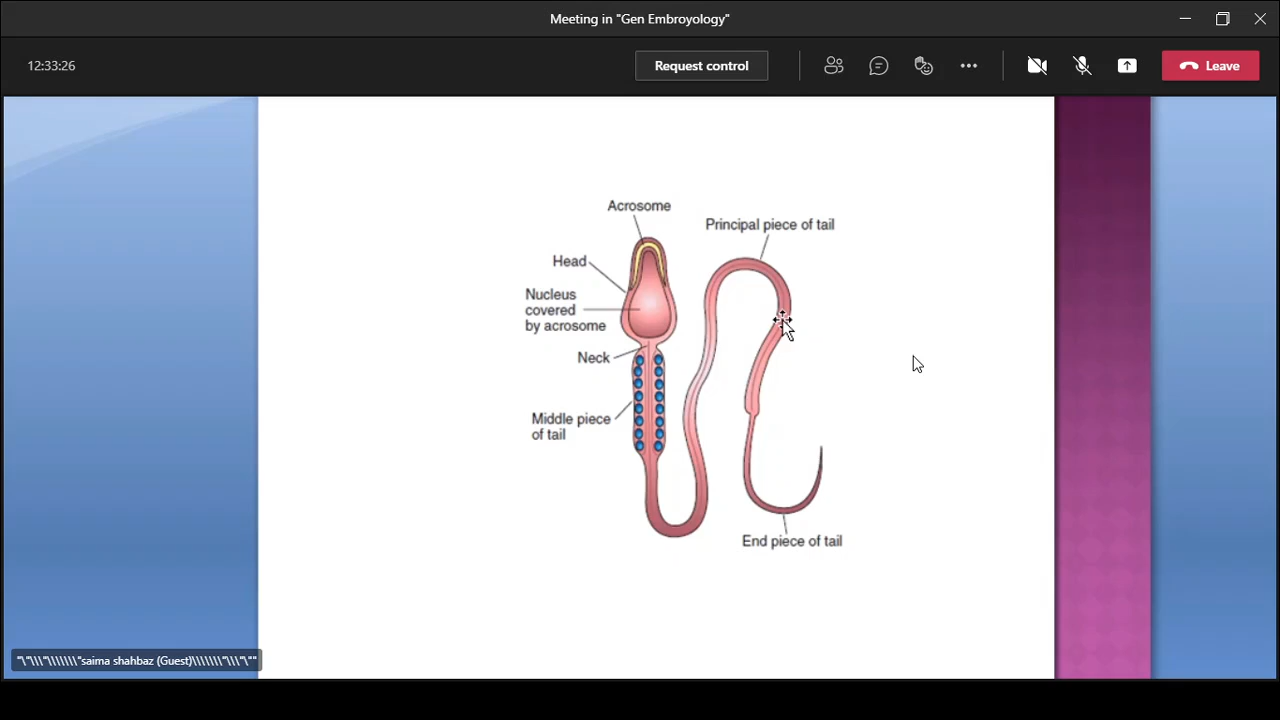 Meeting in "Gen Embroyology"
12:33:26
Request control
Leave
Acrosome
Principal piece of tail
Head
Nucleus
covered
by acrosome
Neck
Middle piece
of tail
End piece of tail
"\"\\\"\\\\\\\"saima shahbaz (Guest)\\\\\\\"\\\"\""